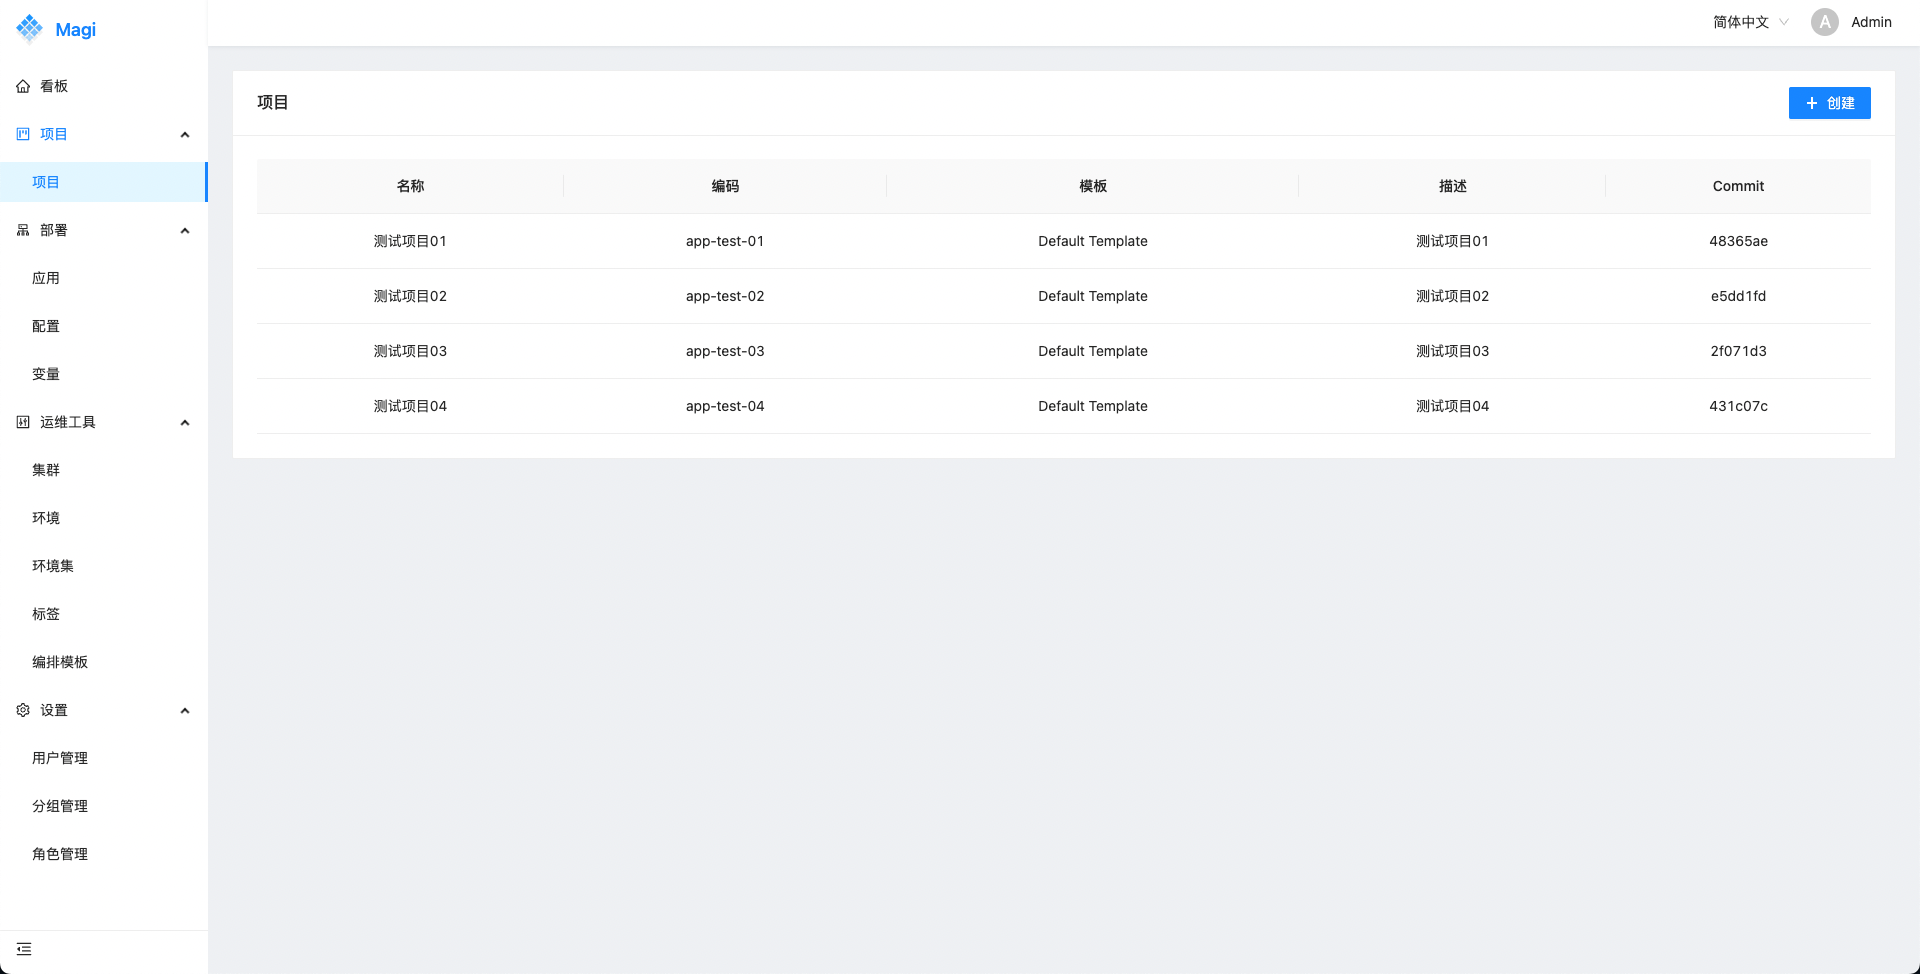 Magi
简体中文
A
Admin
看板
项目
项目
部署
应用
配置
变量
运维工具
集群
环境
环境集
标签
编排模板
设置
用户管理
分组管理
角色管理
项目
创建
名称 编码 模板 描述 Commit
测试项目01 app-test-01 Default Template 测试项目01 48365ae
测试项目02 app-test-02 Default Template 测试项目02 e5dd1fd
测试项目03 app-test-03 Default Template 测试项目03 2f071d3
测试项目04 app-test-04 Default Template 测试项目04 431c07c